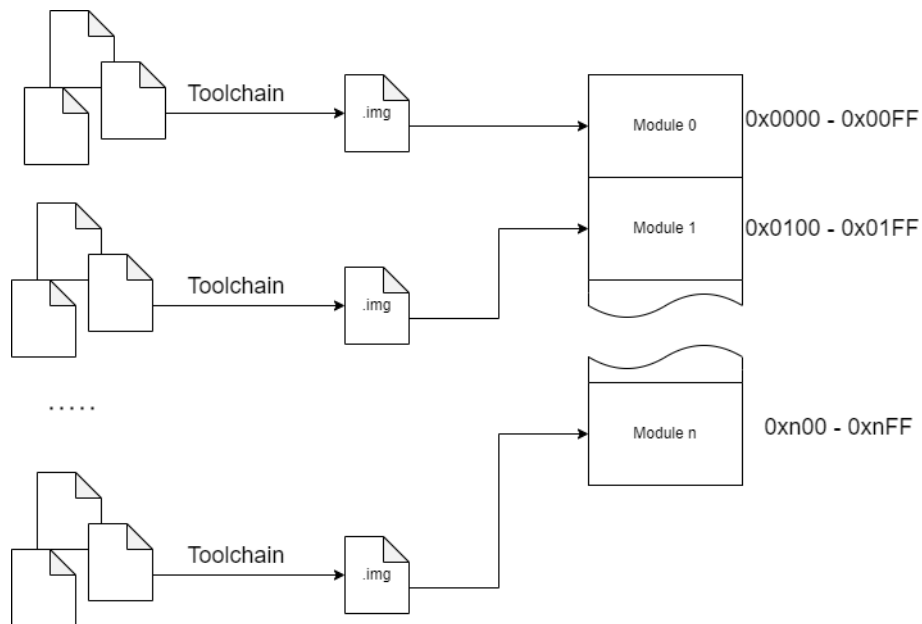 Toolchain
.img
Module 0
0x0000 - 0x00FF
Toolchain
.img
Module 1
0x0100 - 0x01FF
.....
Toolchain
.img
Module n
0xn00 - 0xnFF